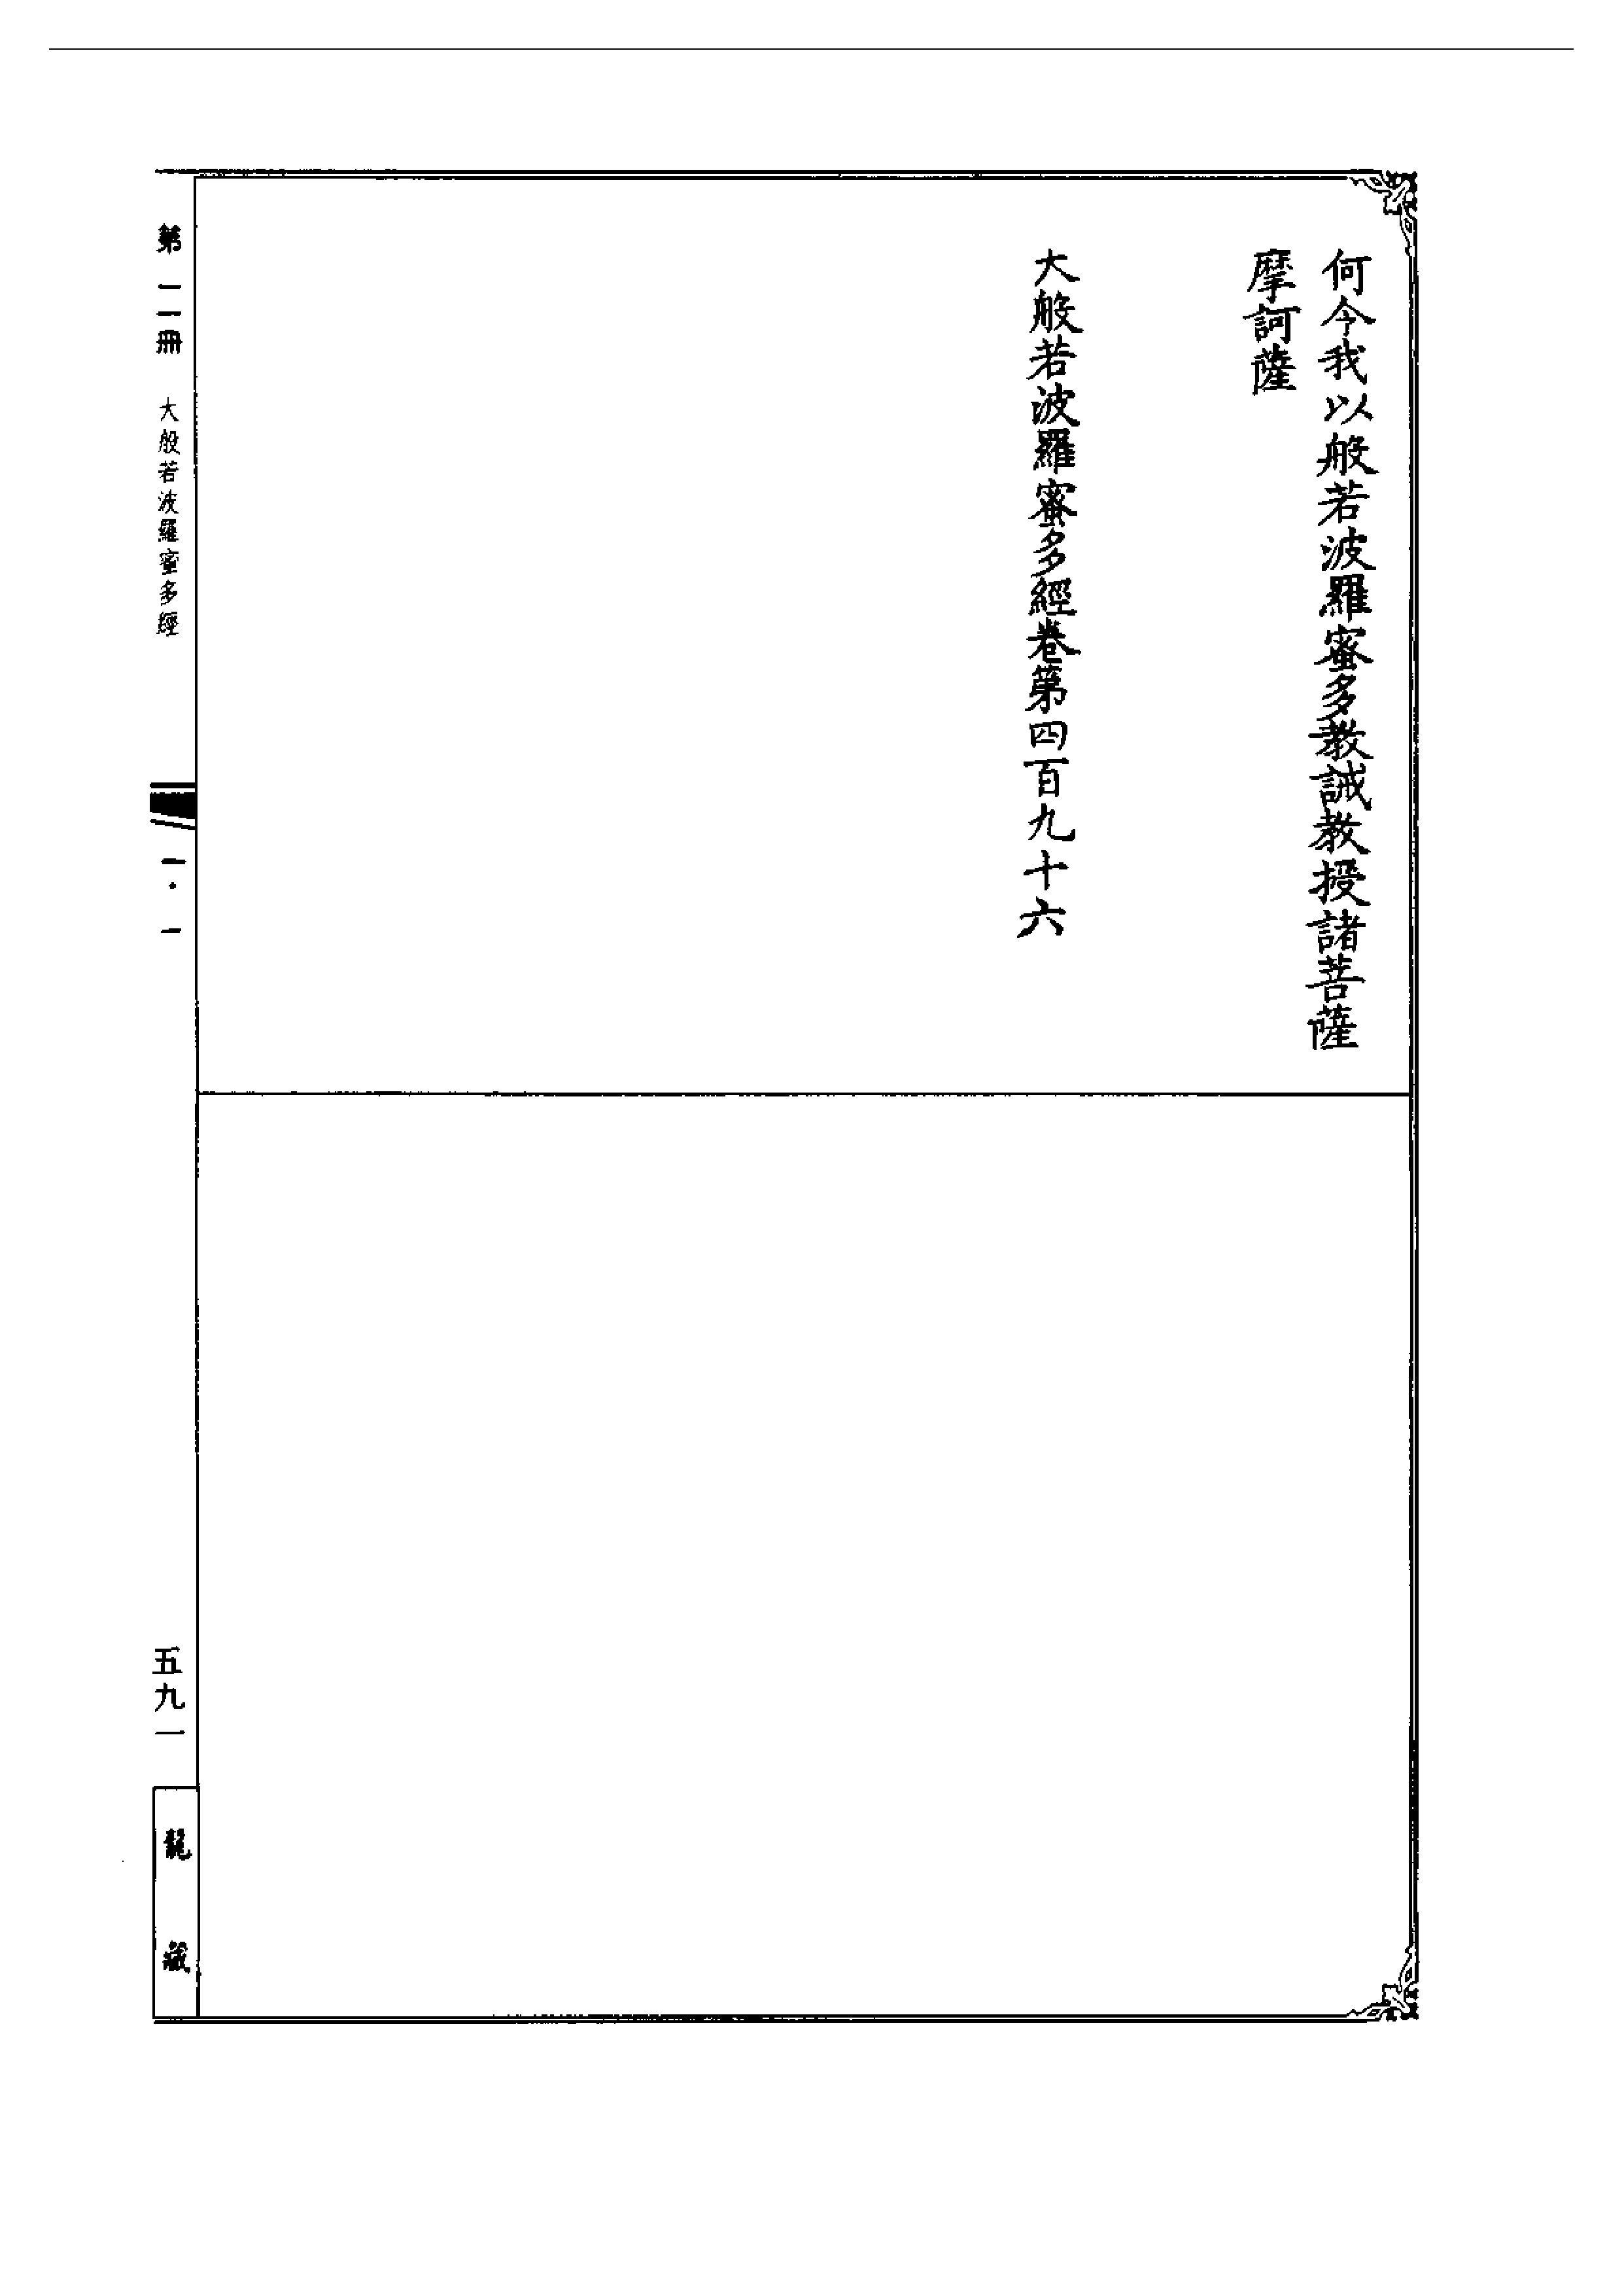 何今我以般若波羅蜜多教誡教授諸菩薩
摩訶薩
大般若波羅蜜多經卷第四百九十六
第一一冊 大般若波羅蜜多經 一·一 五九一
龍藏